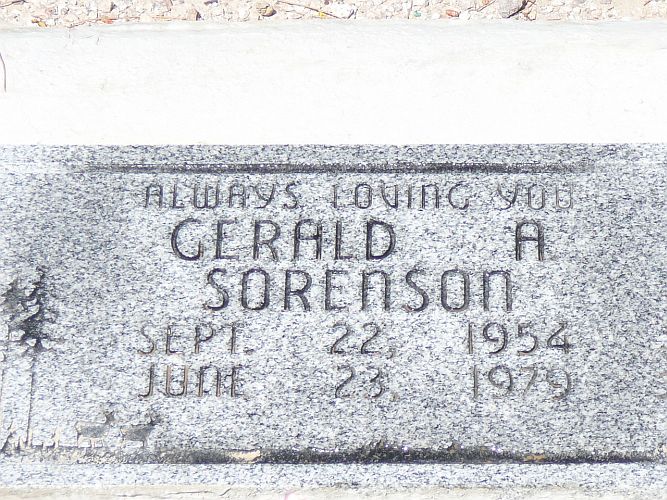 ALWAYS LOVING YOU
GERALD A
SORENSON
SEPT. 22, 1954
JUNE 23, 1979